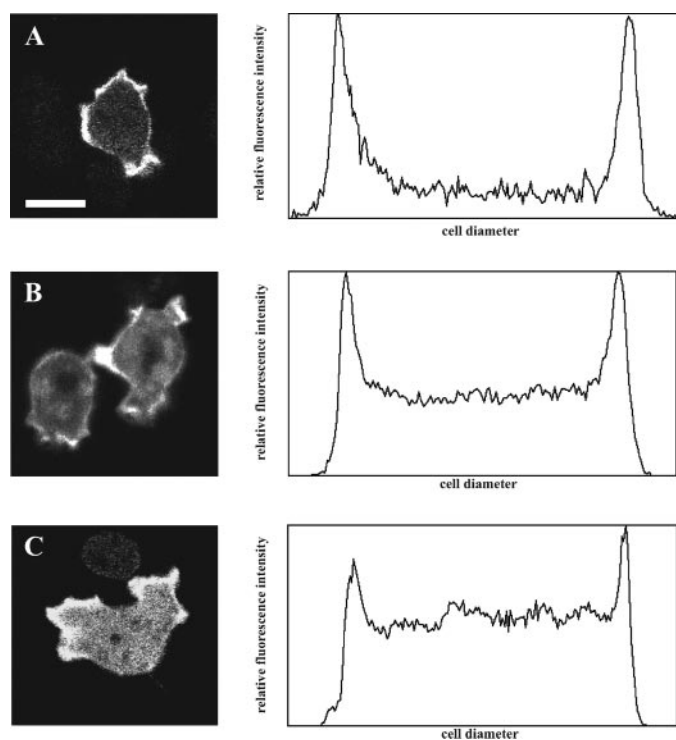 A
relative fluorescence intensity
cell diameter
B
relative fluorescence intensity
cell diameter
C
relative fluorescence intensity
cell diameter